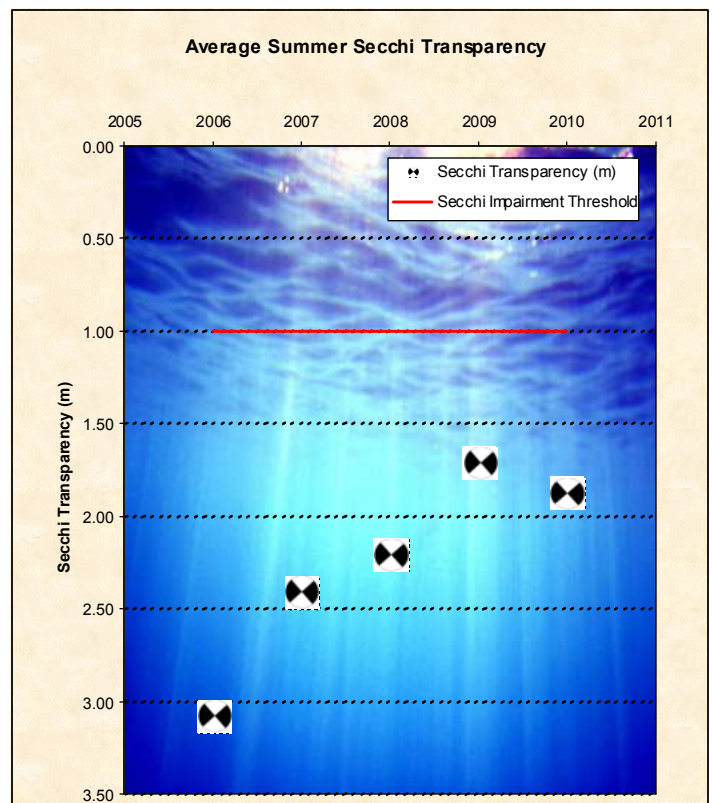 Average Summer Secchi Transparency
2005 2006 2007 2008 2009 2010 2011
0.00
Secchi Transparency (m)
Secchi Impairment Threshold
0.50
1.00
1.50
2.00
2.50
3.00
3.50
Secchi Transparency (m)